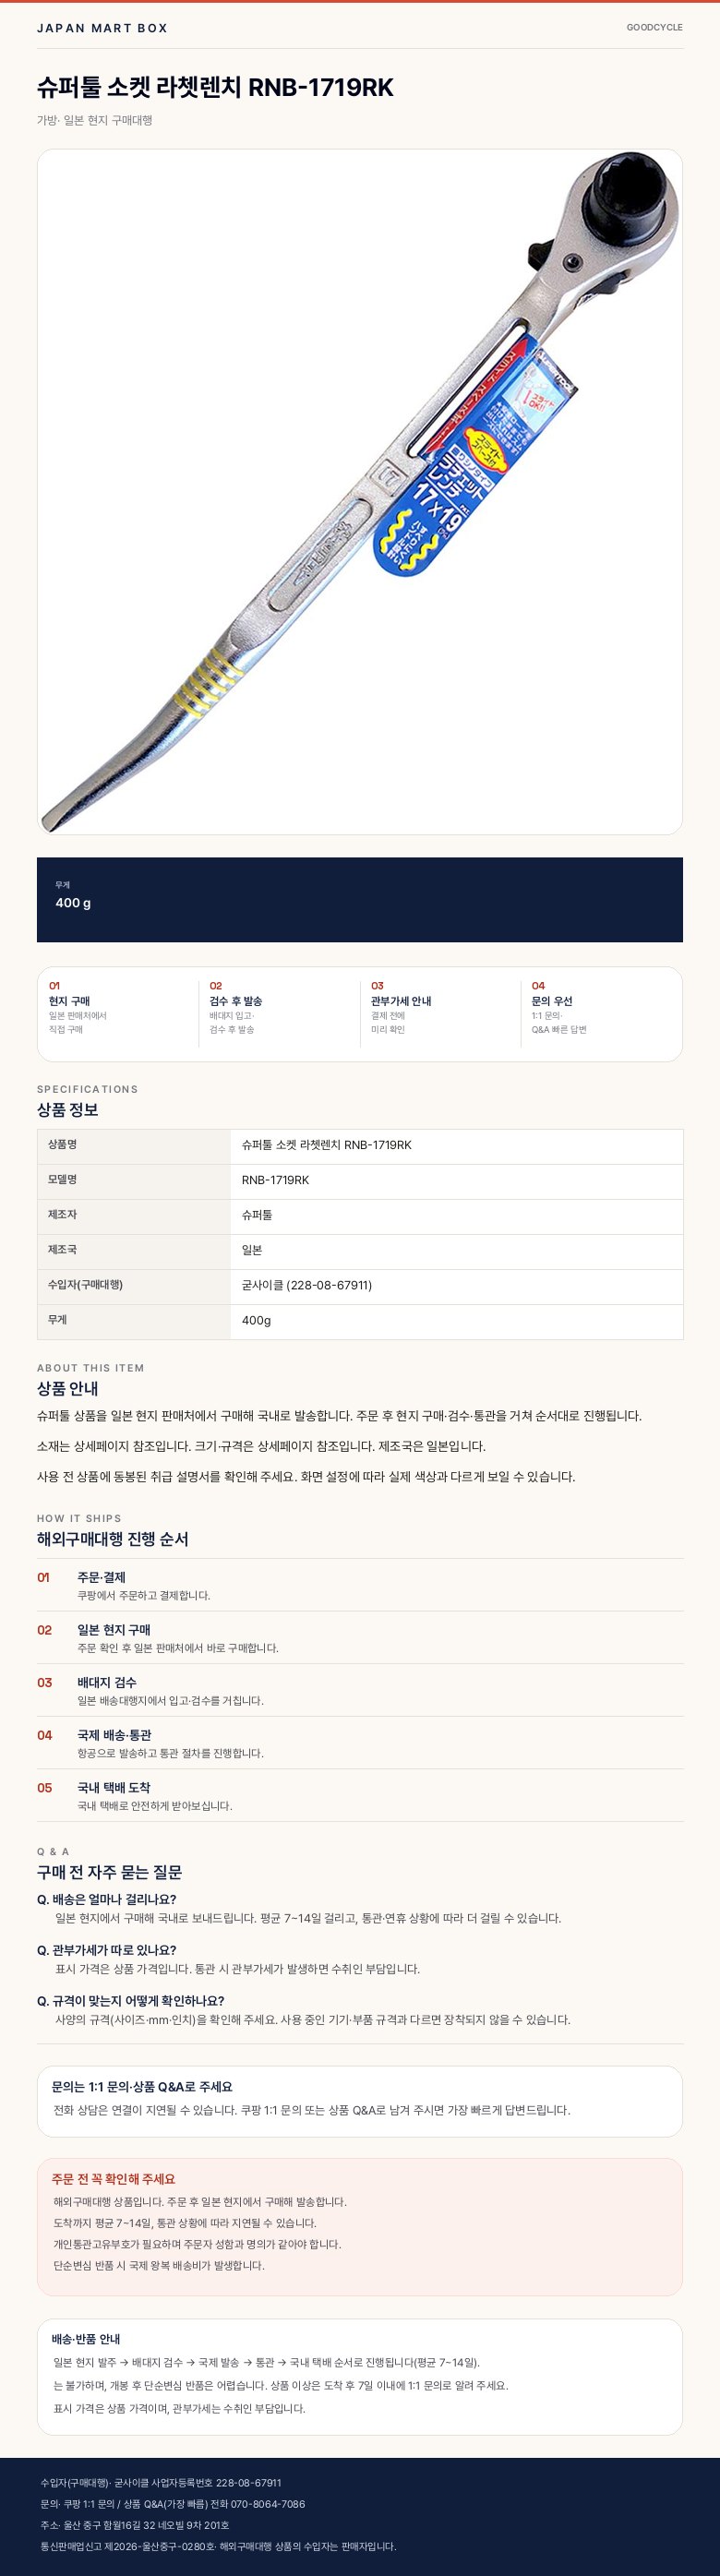 JAPAN MART BOX
GOODCYCLE
슈퍼툴 소켓 라쳇렌치 RNB-1719RK
가방· 일본 현지 구매대행
スライド
ラチェット
レンチ
17×19
무게
400 g
01
현지 구매
일본 판매처에서
직접 구매
02
검수 후 발송
배대지 입고·
검수 후 발송
03
관부가세 안내
결제 전에
미리 확인
04
문의 우선
1:1 문의·
Q&A 빠른 답변
SPECIFICATIONS
상품 정보
상품명 슈퍼툴 소켓 라쳇렌치 RNB-1719RK
모델명 RNB-1719RK
제조자 슈퍼툴
제조국 일본
수입자(구매대행) 굳사이클 (228-08-67911)
무게 400g
ABOUT THIS ITEM
상품 안내
슈퍼툴 상품을 일본 현지 판매처에서 구매해 국내로 발송합니다. 주문 후 현지 구매·검수·통관을 거쳐 순서대로 진행됩니다.
소재는 상세페이지 참조입니다. 크기·규격은 상세페이지 참조입니다. 제조국은 일본입니다.
사용 전 상품에 동봉된 취급 설명서를 확인해 주세요. 화면 설정에 따라 실제 색상과 다르게 보일 수 있습니다.
HOW IT SHIPS
해외구매대행 진행 순서
01 주문·결제
쿠팡에서 주문하고 결제합니다.
02 일본 현지 구매
주문 확인 후 일본 판매처에서 바로 구매합니다.
03 배대지 검수
일본 배송대행지에서 입고·검수를 거칩니다.
04 국제 배송·통관
항공으로 발송하고 통관 절차를 진행합니다.
05 국내 택배 도착
국내 택배로 안전하게 받아보십니다.
Q & A
구매 전 자주 묻는 질문
Q. 배송은 얼마나 걸리나요?
일본 현지에서 구매해 국내로 보내드립니다. 평균 7~14일 걸리고, 통관·연휴 상황에 따라 더 걸릴 수 있습니다.
Q. 관부가세가 따로 있나요?
표시 가격은 상품 가격입니다. 통관 시 관부가세가 발생하면 수취인 부담입니다.
Q. 규격이 맞는지 어떻게 확인하나요?
사양의 규격(사이즈·mm·인치)을 확인해 주세요. 사용 중인 기기·부품 규격과 다르면 장착되지 않을 수 있습니다.
문의는 1:1 문의·상품 Q&A로 주세요
전화 상담은 연결이 지연될 수 있습니다. 쿠팡 1:1 문의 또는 상품 Q&A로 남겨 주시면 가장 빠르게 답변드립니다.
주문 전 꼭 확인해 주세요
해외구매대행 상품입니다. 주문 후 일본 현지에서 구매해 발송합니다.
도착까지 평균 7~14일, 통관 상황에 따라 지연될 수 있습니다.
개인통관고유부호가 필요하며 주문자 성함과 명의가 같아야 합니다.
단순변심 반품 시 국제 왕복 배송비가 발생합니다.
배송·반품 안내
일본 현지 발주 → 배대지 검수 → 국제 발송 → 통관 → 국내 택배 순서로 진행됩니다(평균 7~14일).
는 불가하며, 개봉 후 단순변심 반품은 어렵습니다. 상품 이상은 도착 후 7일 이내에 1:1 문의로 알려 주세요.
표시 가격은 상품 가격이며, 관부가세는 수취인 부담입니다.
수입자(구매대행)· 굳사이클 사업자등록번호 228-08-67911
문의· 쿠팡 1:1 문의 / 상품 Q&A(가장 빠름) 전화 070-8064-7086
주소· 울산 중구 함월16길 32 네오빌 9차 201호
통신판매업신고 제2026-울산중구-0280호· 해외구매대행 상품의 수입자는 판매자입니다.